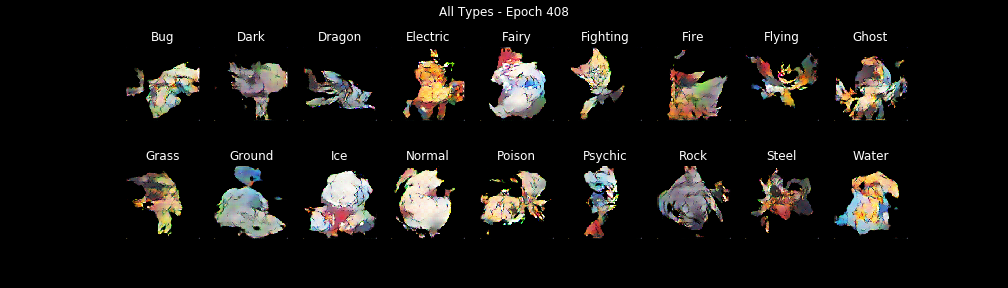 All Types - Epoch 408
Bug Dark Dragon Electric Fairy Fighting Fire Flying Ghost
Grass Ground Ice Normal Poison Psychic Rock Steel Water